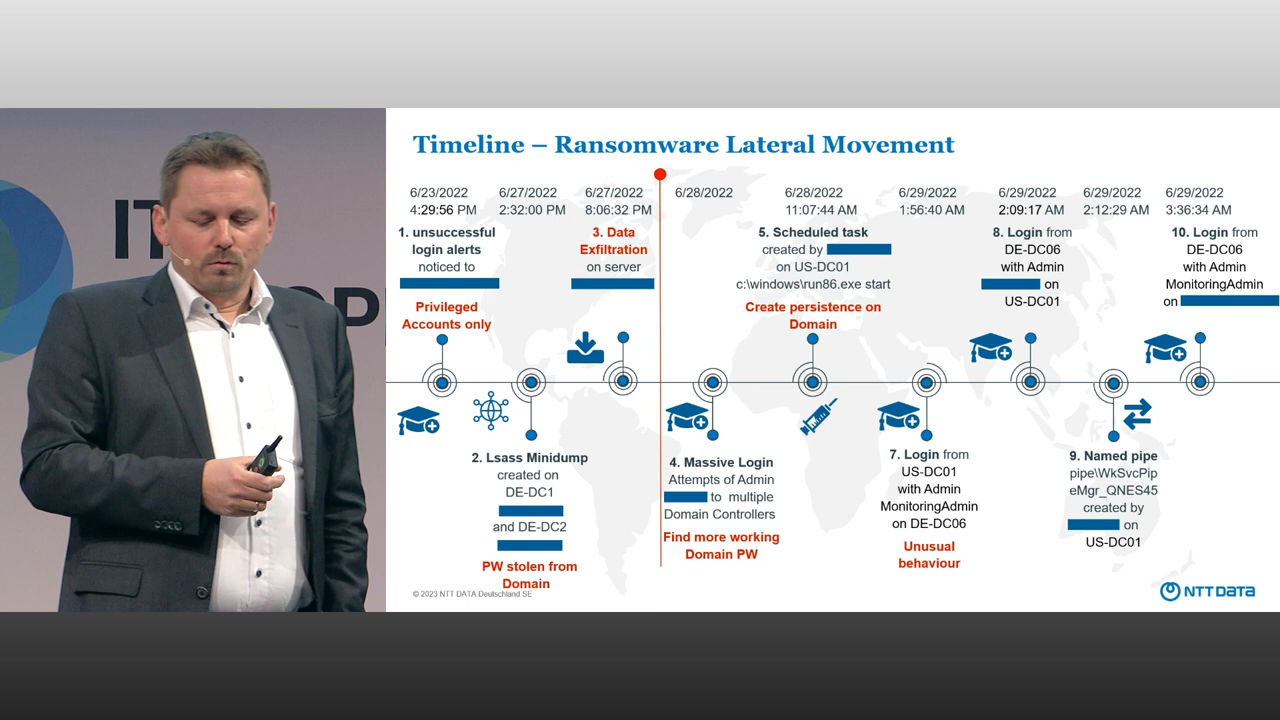 IT
OP
Timeline – Ransomware Lateral Movement
6/23/2022
4:29:56 PM
1. unsuccessful
login alerts
noticed to
Privileged
Accounts only
6/27/2022
2:32:00 PM
2. Lsass Minidump
created on
DE-DC1
and DE-DC2
PW stolen from
Domain
6/27/2022
8:06:32 PM
3. Data
Exfiltration
on server
6/28/2022
4. Massive Login
Attempts of Admin
to multiple
Domain Controllers
Find more working
Domain PW
6/28/2022
11:07:44 AM
5. Scheduled task
created by
on US-DC01
c:\windows\run86.exe start
Create persistence on
Domain
6/29/2022
1:56:40 AM
7. Login from
US-DC01
with Admin
MonitoringAdmin
on DE-DC06
Unusual
behaviour
6/29/2022
2:09:17 AM
8. Login from
DE-DC06
with Admin
on
US-DC01
6/29/2022
2:12:29 AM
9. Named pipe
pipe\WkSvcPip
eMgr_QNES45
created by
on
US-DC01
6/29/2022
3:36:34 AM
10. Login from
DE-DC06
with Admin
MonitoringAdmin
on
© 2023 NTT DATA Deutschland SE
NTT DATA